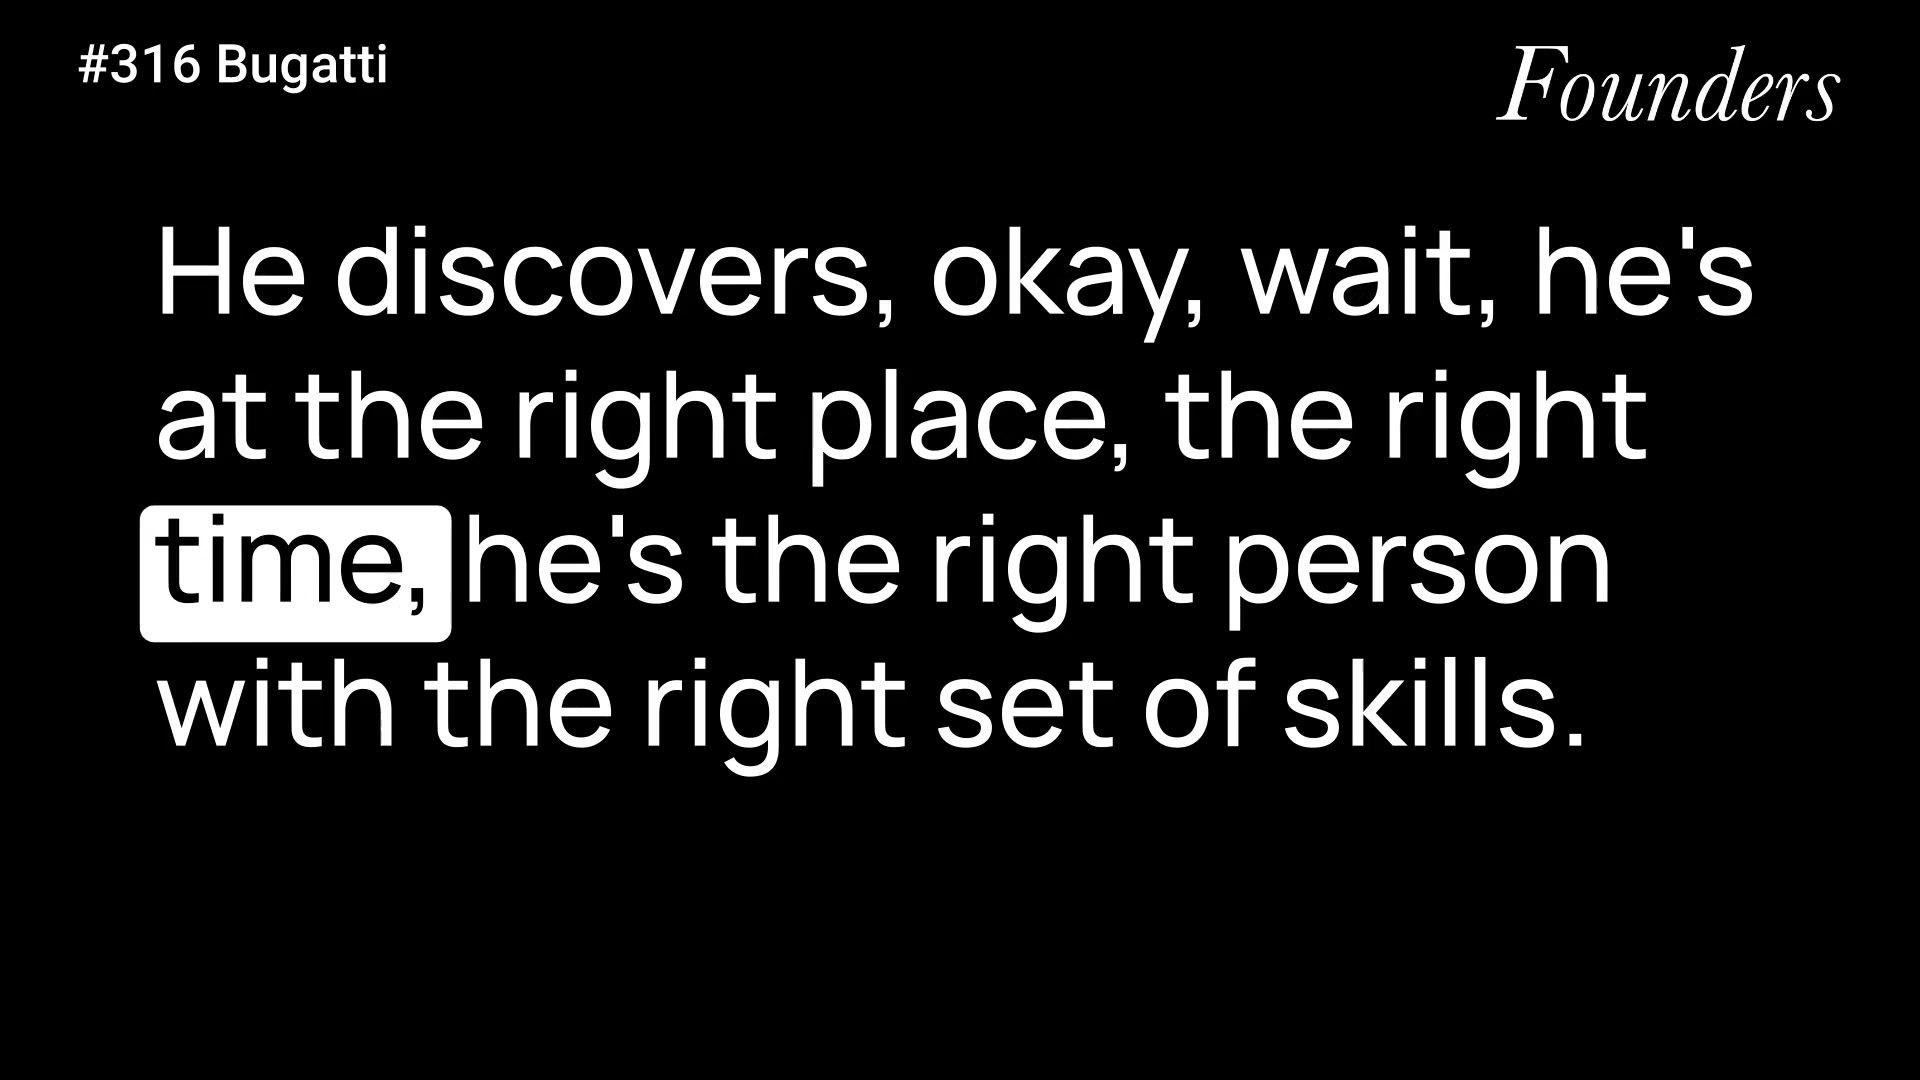 #316 Bugatti
Founders
He discovers, okay, wait, he's
at the right place, the right
time, he's the right person
with the right set of skills.